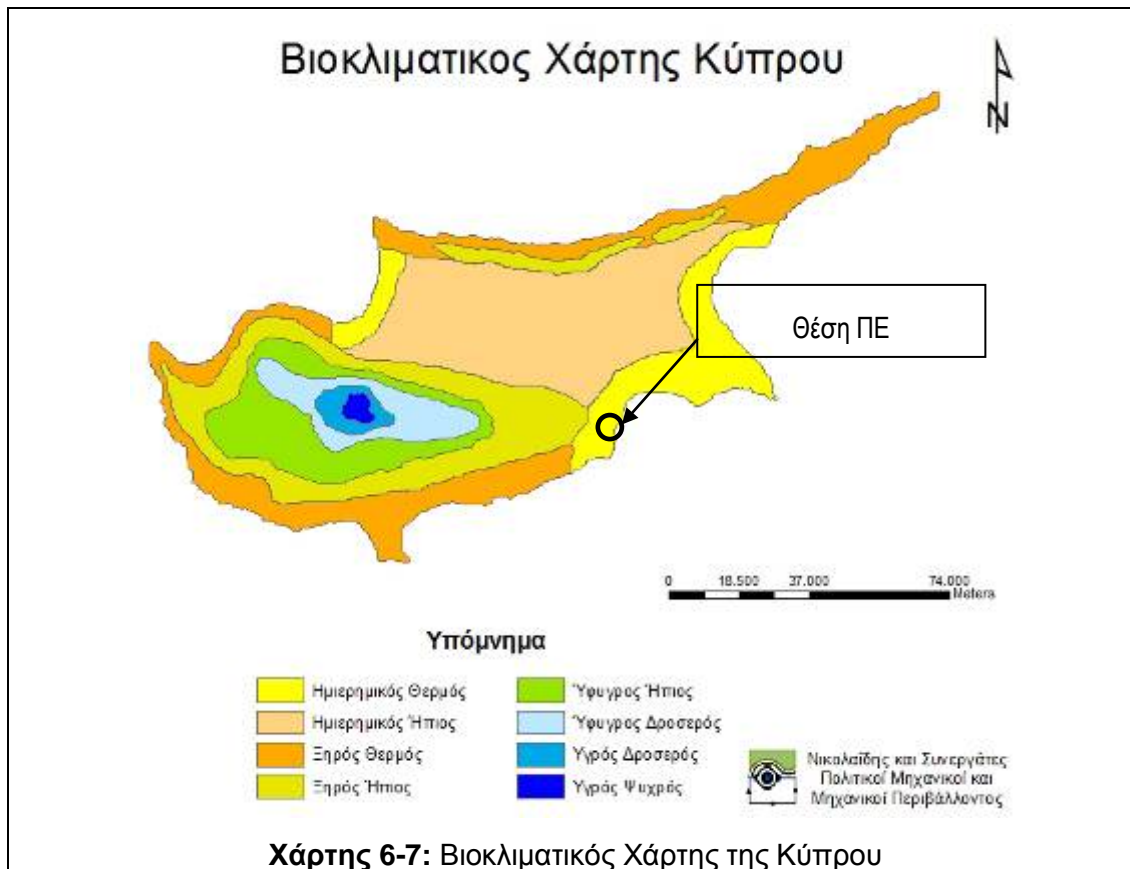 Βιοκλιματικος Χάρτης Κύπρου
N
Θέση ΠΕ
0 18.500 37.000 74.000
Meters
Υπόμνημα
Ημιερημικός Θερμός
Ημιερημικός Ήπιος
Ξηρός Θερμός
Ξηρός Ήπιος
Ύφυγρος Ήπιος
Ύφυγρος Δροσερός
Υγρός Δροσερός
Υγρός Ψυχρός
Νικολαΐδης και Συνεργάτες
Πολιτικοί Μηχανικοί και
Μηχανικοί Περιβάλλοντος
Χάρτης 6-7: Βιοκλιματικός Χάρτης της Κύπρου